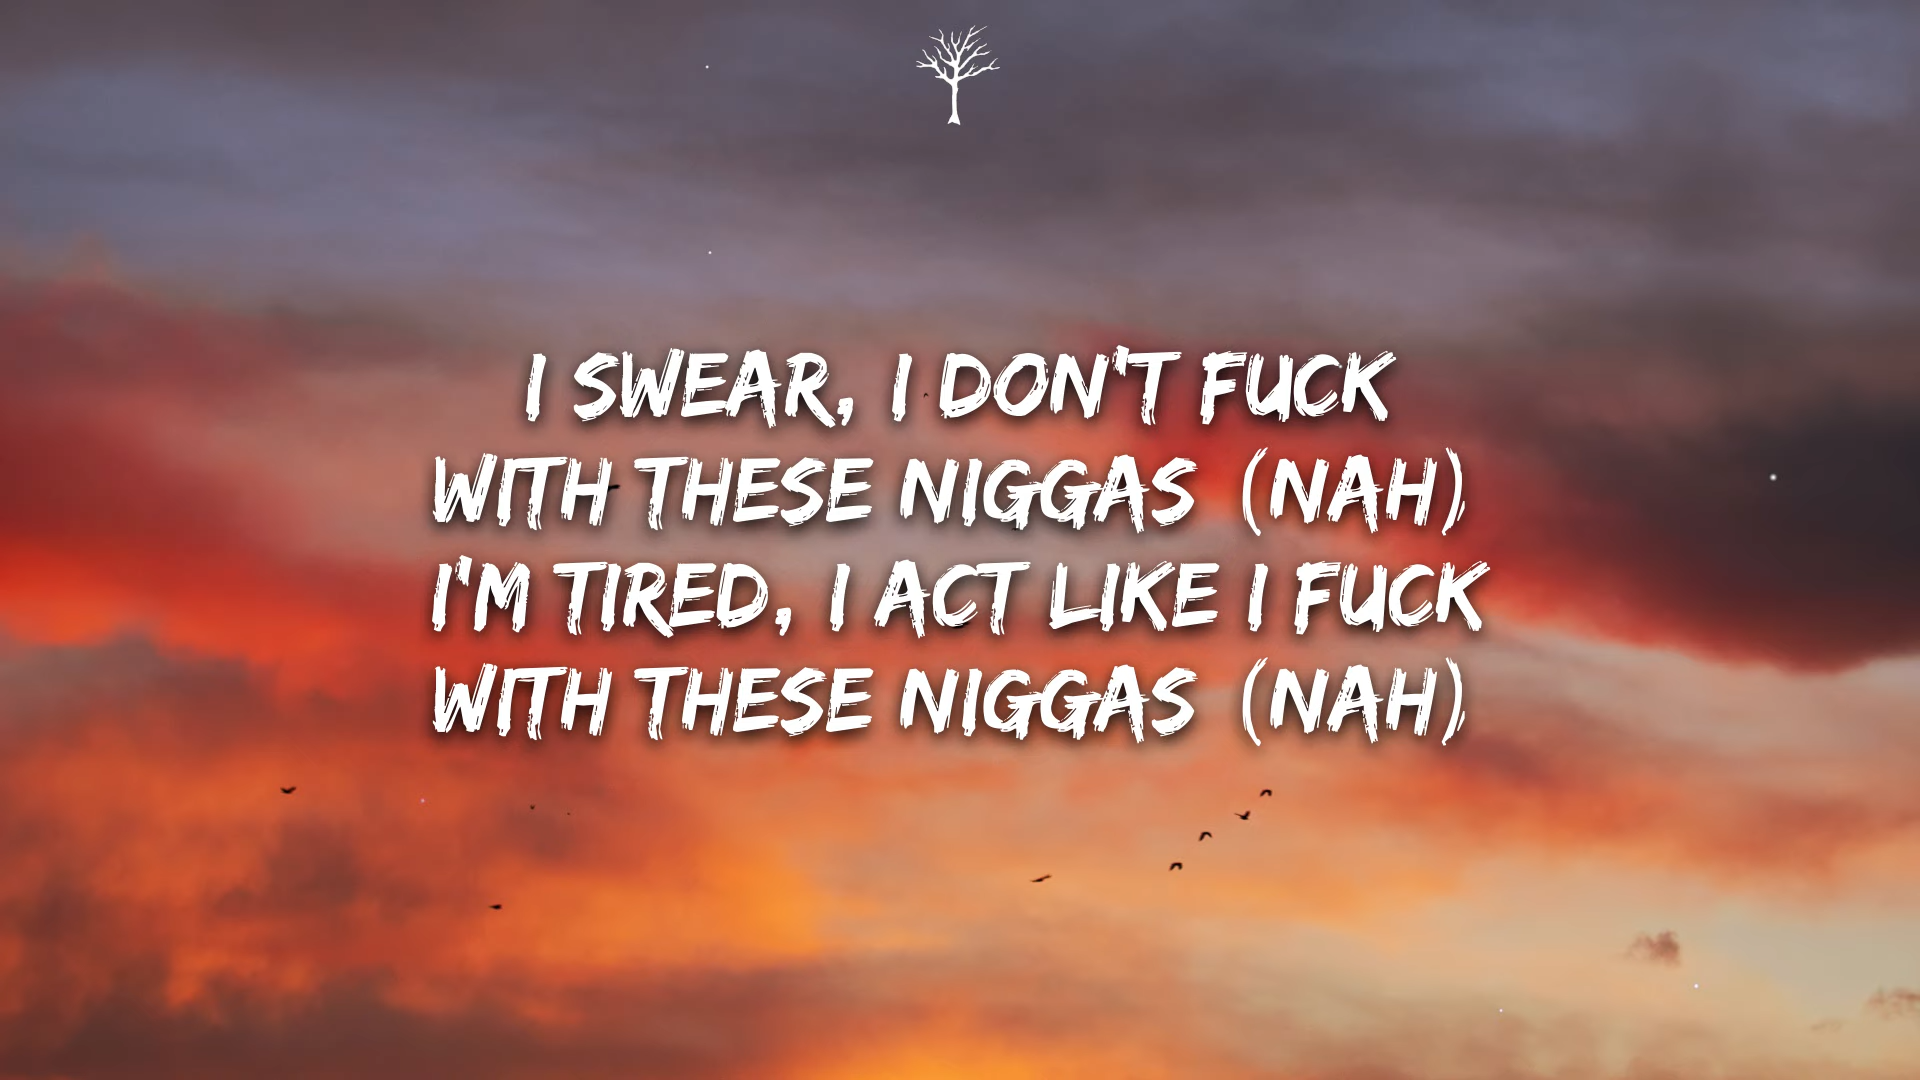 I SWEAR, I DON'T FUCK
WITH THESE NIGGAS (NAH)
I'M TIRED, I ACT LIKE I FUCK
WITH THESE NIGGAS (NAH)